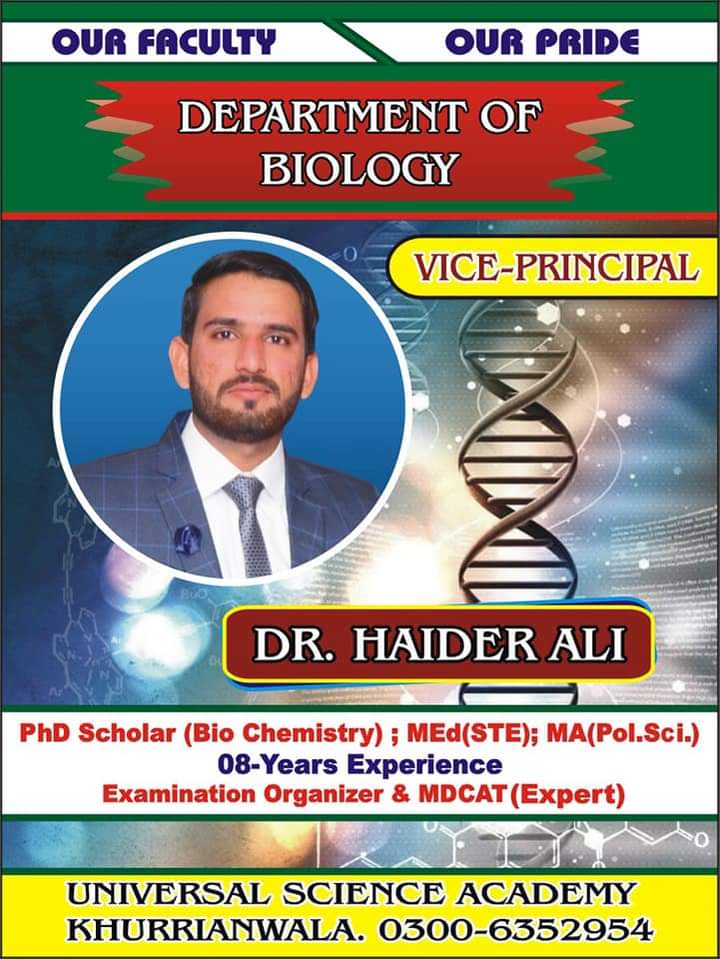 OUR FACULTY OUR PRIDE
DEPARTMENT OF
BIOLOGY
VICE-PRINCIPAL
DR. HAIDER ALI
PhD Scholar (Bio Chemistry) ; MEd(STE); MA(Pol.Sci.)
08-Years Experience
Examination Organizer & MDCAT(Expert)
UNIVERSAL SCIENCE ACADEMY
KHURRIANWALA. 0300-6352954